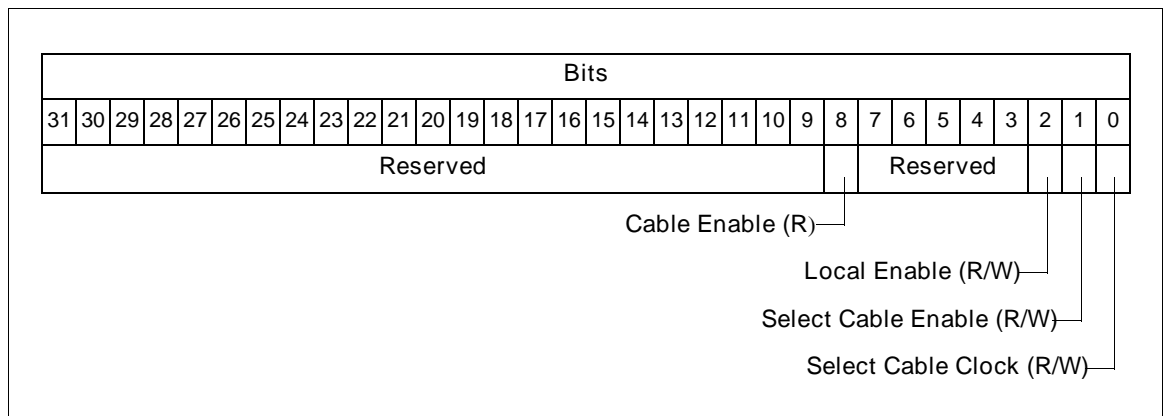 Bits
31 30 29 28 27 26 25 24 23 22 21 20 19 18 17 16 15 14 13 12 11 10 9 8 7 6 5 4 3 2 1 0
Reserved Reserved
Cable Enable (R)
Local Enable (R/W)
Select Cable Enable (R/W)
Select Cable Clock (R/W)